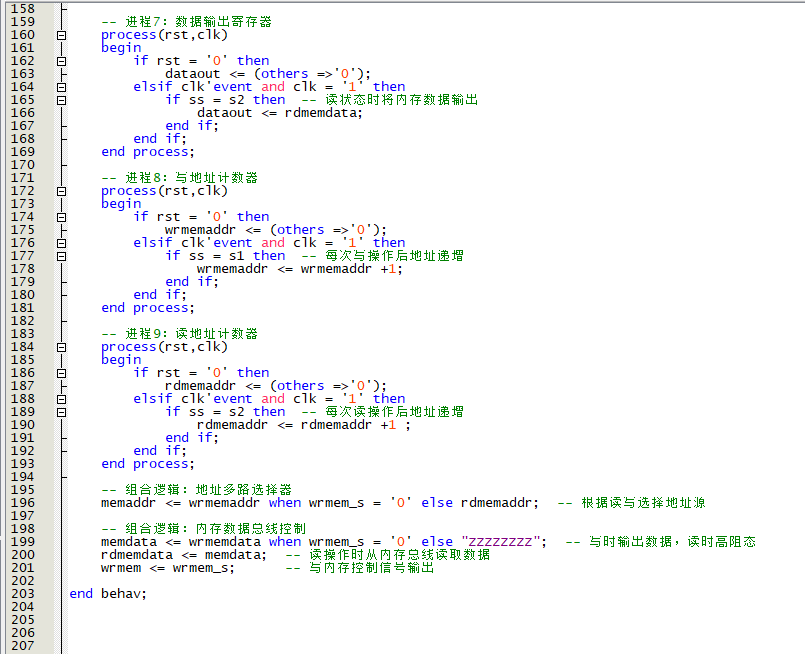 158
159 -- 进程7：数据输出寄存器
160 process(rst,clk)
161 begin
162 if rst = '0' then
163 dataout <= (others =>'0');
164 elsif clk'event and clk = '1' then
165 if ss = s2 then -- 读状态时将内存数据输出
166 dataout <= rdmemdata;
167 end if;
168 end if;
169 end process;
170
171 -- 进程8：写地址计数器
172 process(rst,clk)
173 begin
174 if rst = '0' then
175 wrmemaddr <= (others =>'0');
176 elsif clk'event and clk = '1' then
177 if ss = s1 then -- 每次写操作后地址递增
178 wrmemaddr <= wrmemaddr +1;
179 end if;
180 end if;
181 end process;
182
183 -- 进程9：读地址计数器
184 process(rst,clk)
185 begin
186 if rst = '0' then
187 rdmemaddr <= (others =>'0');
188 elsif clk'event and clk = '1' then
189 if ss = s2 then -- 每次读操作后地址递增
190 rdmemaddr <= rdmemaddr +1 ;
191 end if;
192 end if;
193 end process;
194
195 -- 组合逻辑：地址多路选择器
196 memaddr <= wrmemaddr when wrmem_s = '0' else rdmemaddr; -- 根据读写选择地址源
197
198 -- 组合逻辑：内存数据总线控制
199 memdata <= wrmemdata when wrmem_s = '0' else "ZZZZZZZZ"; -- 写时输出数据，读时高阻态
200 rdmemdata <= memdata; -- 读操作时从内存总线读取数据
201 wrmem <= wrmem_s; -- 写内存控制信号输出
202
203 end behav;
204
205
206
207